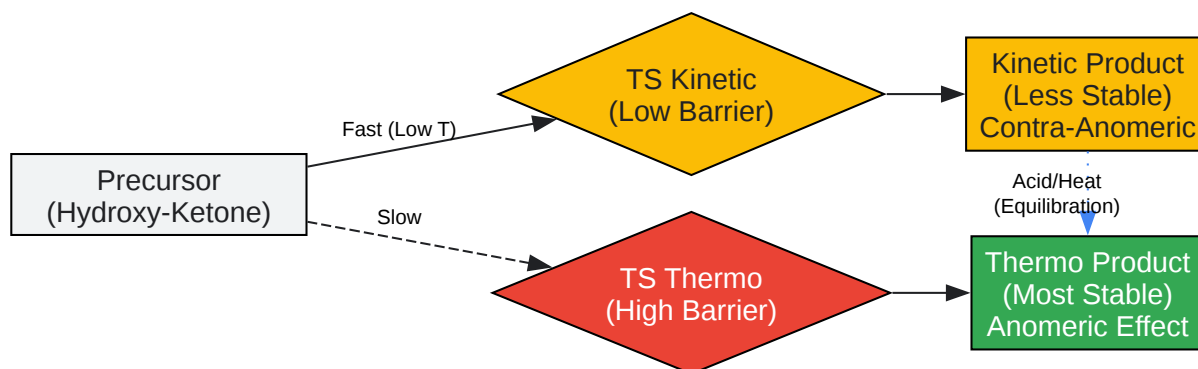 Precursor
(Hydroxy-Ketone)
Fast (Low T)
Slow
TS Kinetic
(Low Barrier)
TS Thermo
(High Barrier)
Kinetic Product
(Less Stable)
Contra-Anomeric
Acid/Heat
(Equilibration)
Thermo Product
(Most Stable)
Anomeric Effect